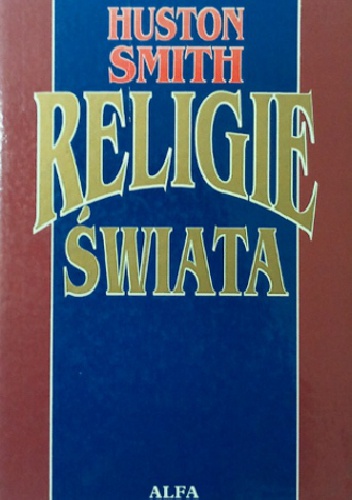 HUSTON
SMITH
RELIGIE
ŚWIATA
ALFA